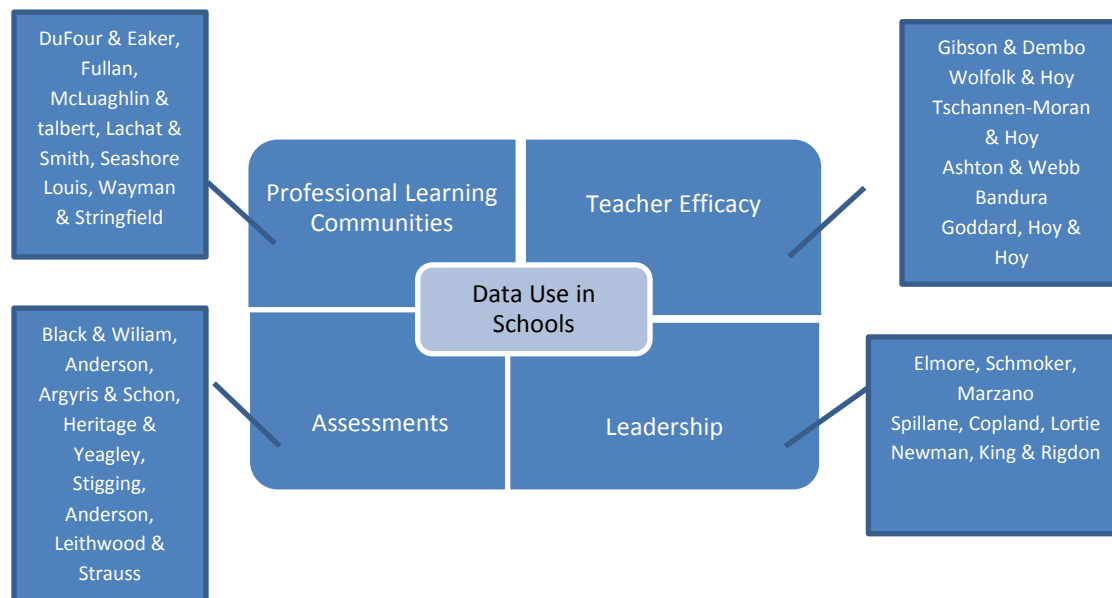 DuFour & Eaker,
Fullan,
McLuaghlin &
talbert, Lachat &
Smith, Seashore
Louis, Wayman
& Stringfield
Gibson & Dembo
Wolfolk & Hoy
Tschannen-Moran
& Hoy
Ashton & Webb
Bandura
Goddard, Hoy &
Hoy
Professional Learning
Communities
Teacher Efficacy
Data Use in
Schools
Assessments
Leadership
Black & Wiliam,
Anderson,
Argyris & Schon,
Heritage &
Yeagley,
Stigging,
Anderson,
Leithwood &
Strauss
Elmore, Schmoker,
Marzano
Spillane, Copland, Lortie
Newman, King & Rigdon